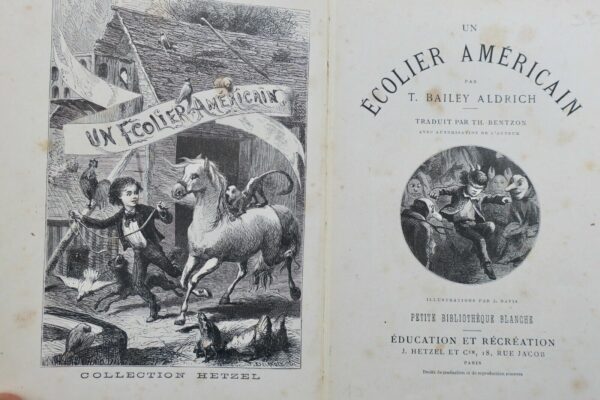 UN ÉCOLIER AMÉRICAIN
COLLECTION HETZEL
UN
ÉCOLIER AMÉRICAIN
PAR
T. BAILEY ALDRICH
TRADUIT PAR TH. BENTZON
AVEC AUTORISATION DE L'AUTEUR
ILLUSTRATIONS PAR J. DAVIS
PETITE BIBLIOTHÈQUE BLANCHE
ÉDUCATION ET RÉCRÉATION
J. HETZEL ET Cie, 18, RUE JACOB
PARIS
Droits de traduction et de reproduction réservés